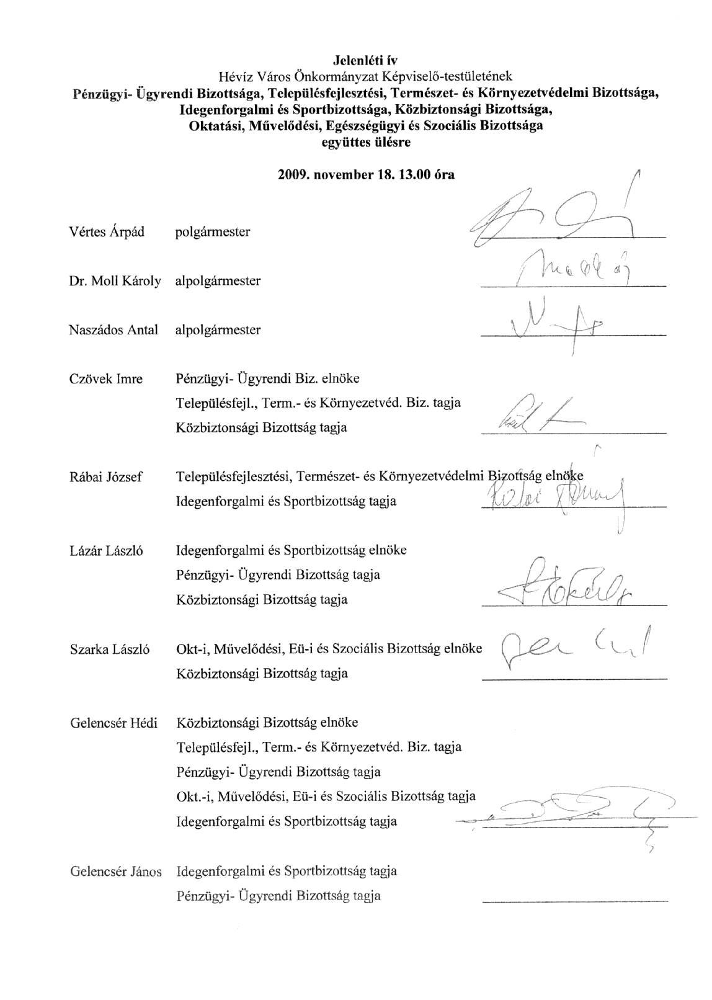 Jelenléti ív
Hévíz Város Önkormányzat Képviselő-testületének
Pénzügyi- Ügyrendi Bizottsága, Településfejlesztési, Természet- és Környezetvédelmi Bizottsága,
Idegenforgalmi és Sportbizottsága, Közbiztonsági Bizottsága,
Oktatási, Művelődési, Egészségügyi és Szociális Bizottsága
együttes ülésre
2009. november 18. 13.00 óra
Vértes Árpád polgármester
Dr. Moll Károly alpolgármester
Naszádos Antal alpolgármester
Czövek Imre Pénzügyi- Ügyrendi Biz. elnöke
Településfejl., Term.- és Környezetvéd. Biz. tagja
Közbiztonsági Bizottság tagja
Rábai József Településfejlesztési, Természet- és Környezetvédelmi Bizottság elnöke
Idegenforgalmi és Sportbizottság tagja
Lázár László Idegenforgalmi és Sportbizottság elnöke
Pénzügyi- Ügyrendi Bizottság tagja
Közbiztonsági Bizottság tagja
Szarka László Okt-i, Művelődési, Eü-i és Szociális Bizottság elnöke
Közbiztonsági Bizottság tagja
Gelencsér Hédi Közbiztonsági Bizottság elnöke
Településfejl., Term.- és Környezetvéd. Biz. tagja
Pénzügyi- Ügyrendi Bizottság tagja
Okt.-i, Művelődési, Eü-i és Szociális Bizottság tagja
Idegenforgalmi és Sportbizottság tagja
Gelencsér János Idegenforgalmi és Sportbizottság tagja
Pénzügyi- Ügyrendi Bizottság tagja